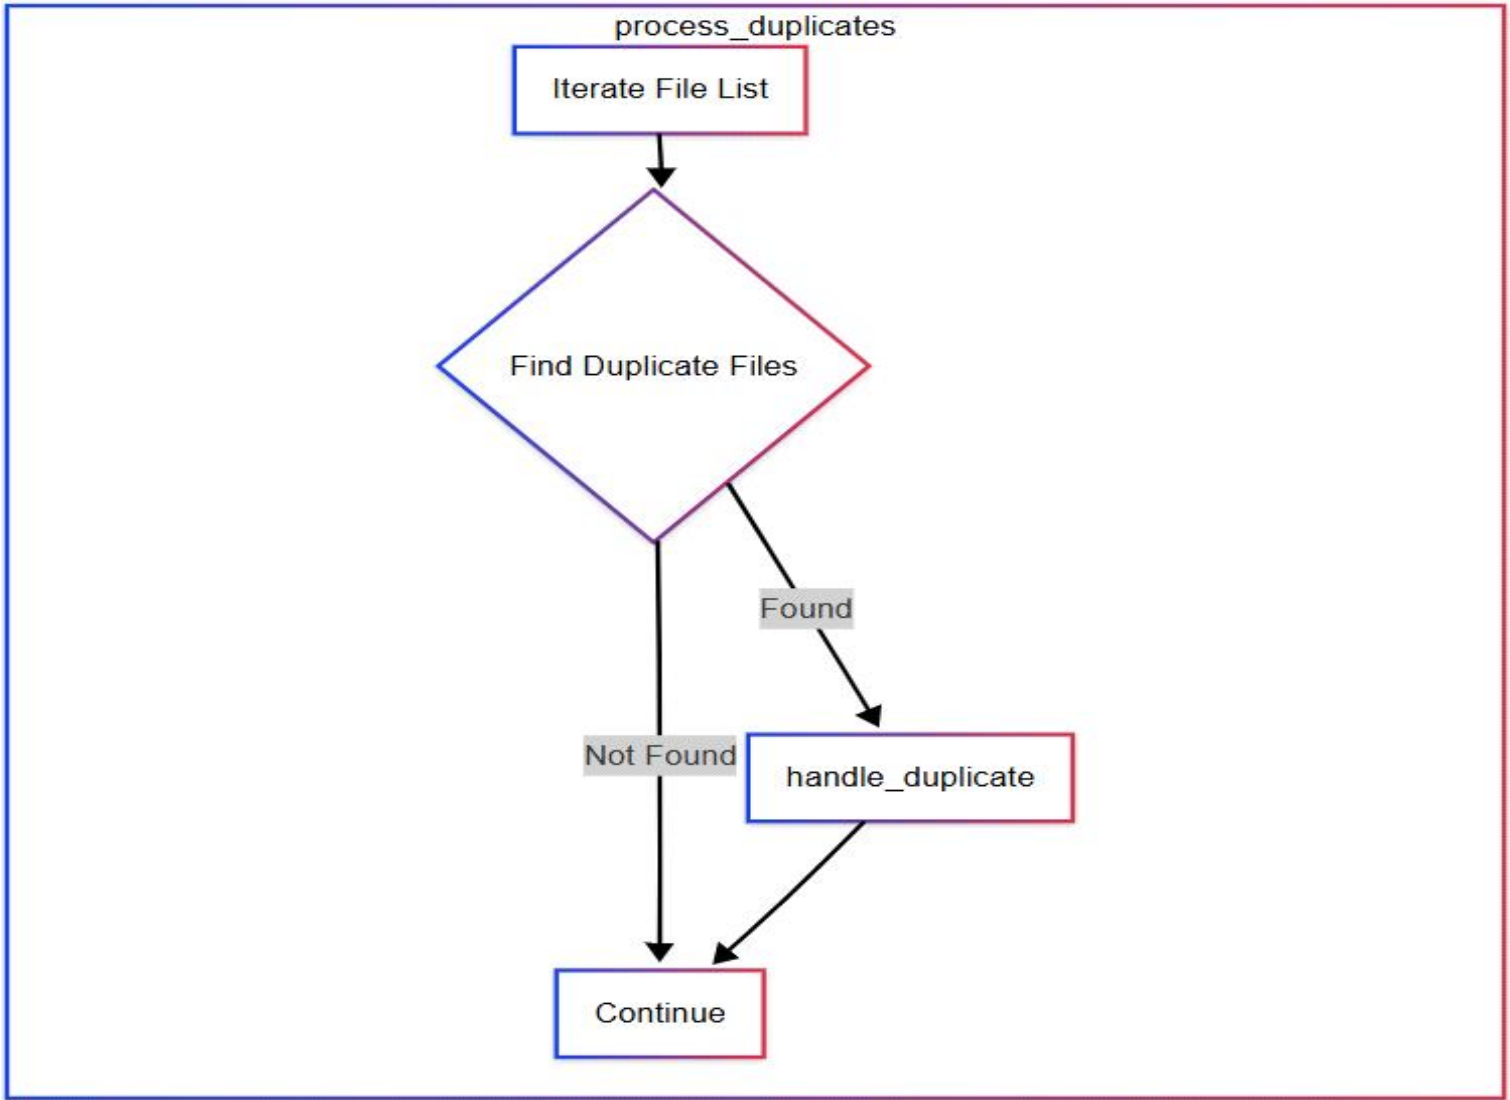 process_duplicates
Iterate File List
Find Duplicate Files
Found
Not Found
handle_duplicate
Continue